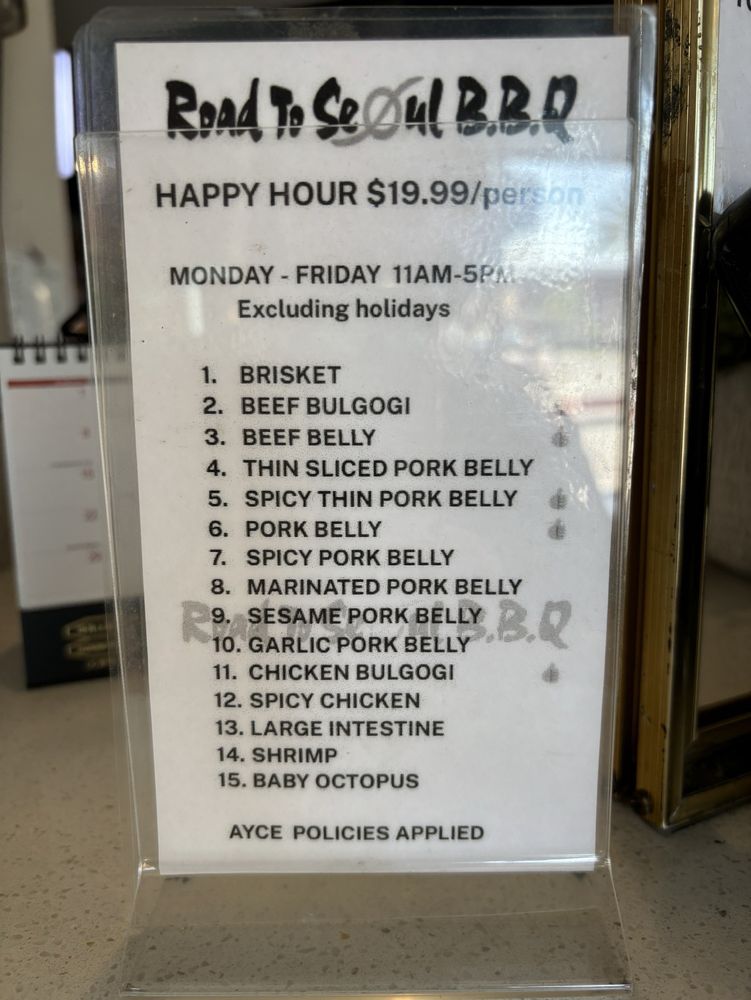 Road To Seoul B.B.Q
HAPPY HOUR $19.99/person
MONDAY - FRIDAY 11AM-5PM
Excluding holidays
1. BRISKET
2. BEEF BULGOGI
3. BEEF BELLY
4. THIN SLICED PORK BELLY
5. SPICY THIN PORK BELLY
6. PORK BELLY
7. SPICY PORK BELLY
8. MARINATED PORK BELLY
Road To Seoul B.B.Q
9. SESAME PORK BELLY
10. GARLIC PORK BELLY
11. CHICKEN BULGOGI
12. SPICY CHICKEN
13. LARGE INTESTINE
14. SHRIMP
15. BABY OCTOPUS
AYCE POLICIES APPLIED